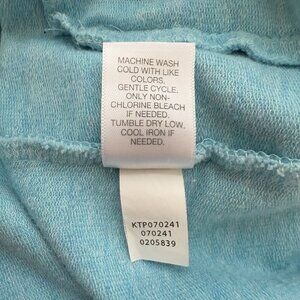 MACHINE WASH
COLD WITH LIKE
COLORS.
GENTLE CYCLE.
ONLY NON-
CHLORINE BLEACH
IF NEEDED.
TUMBLE DRY LOW,
COOL IRON IF
NEEDED.
KTP070241
070241
0205839